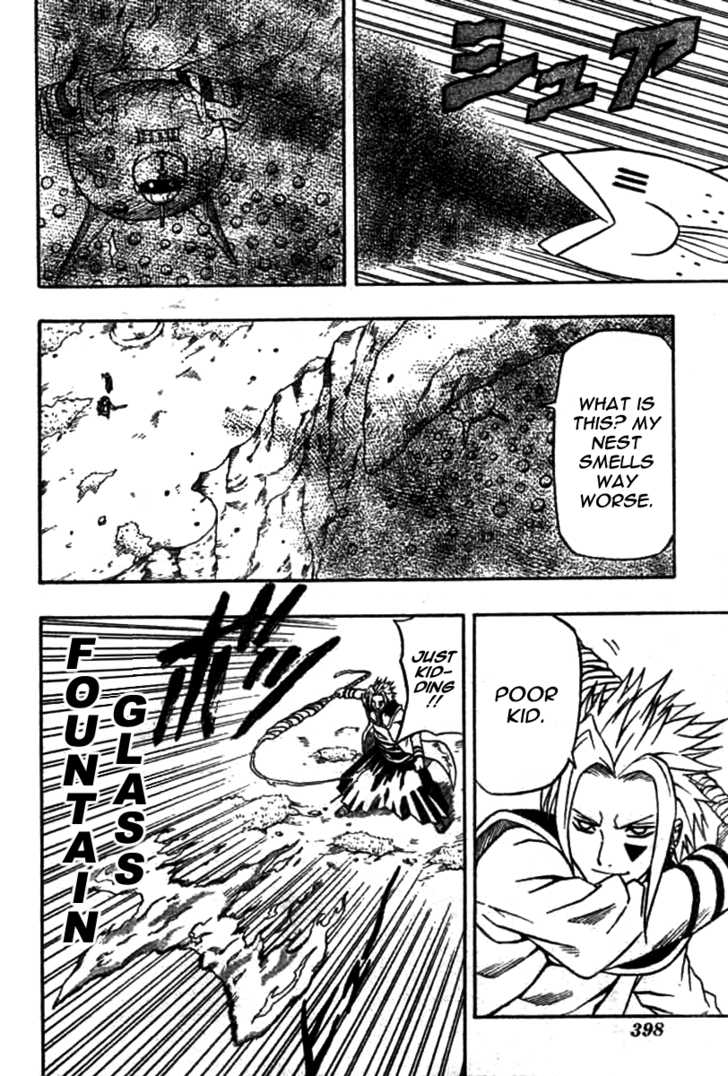 シュア
WHAT IS
THIS? MY
NEST
SMELLS
WAY
WORSE.
POOR
KID.
JUST
KID-
DING
!!
GLASS
FOUNTAIN
398